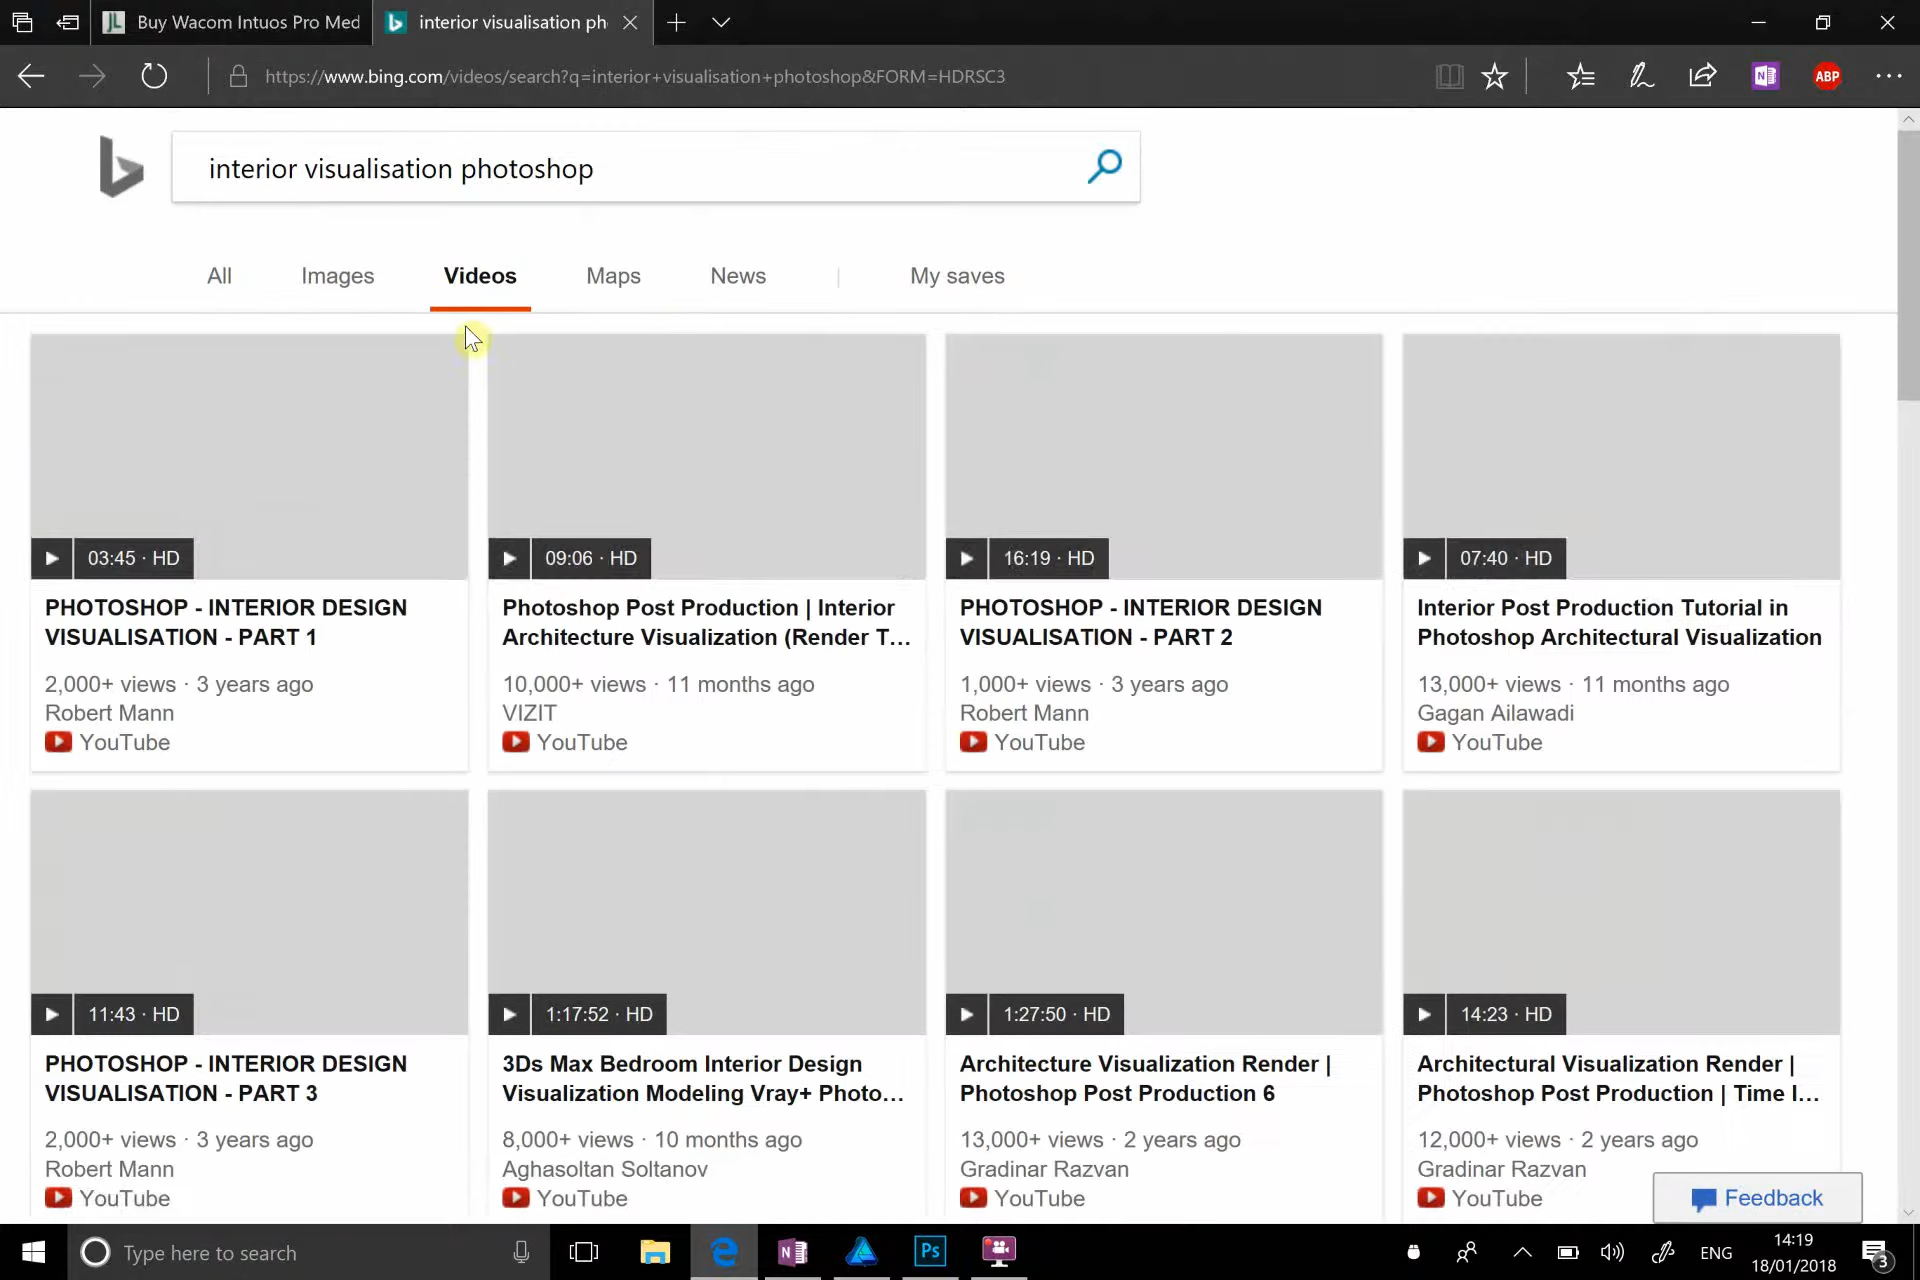 Buy Wacom Intuos Pro Med
interior visualisation ph
https://www.bing.com/videos/search?q=interior+visualisation+photoshop&FORM=HDRSC3
N
ABP
interior visualisation photoshop
All Images Videos Maps News | My saves
03:45 · HD
09:06 · HD
16:19 · HD
07:40 · HD
PHOTOSHOP - INTERIOR DESIGN
VISUALISATION - PART 1
2,000+ views · 3 years ago
Robert Mann
YouTube
Photoshop Post Production | Interior
Architecture Visualization (Render T...
10,000+ views · 11 months ago
VIZIT
YouTube
PHOTOSHOP - INTERIOR DESIGN
VISUALISATION - PART 2
1,000+ views · 3 years ago
Robert Mann
YouTube
Interior Post Production Tutorial in
Photoshop Architectural Visualization
13,000+ views · 11 months ago
Gagan Ailawadi
YouTube
11:43 · HD
1:17:52 · HD
1:27:50 · HD
14:23 · HD
PHOTOSHOP - INTERIOR DESIGN
VISUALISATION - PART 3
2,000+ views · 3 years ago
Robert Mann
YouTube
3Ds Max Bedroom Interior Design
Visualization Modeling Vray+ Photo...
8,000+ views · 10 months ago
Aghasoltan Soltanov
YouTube
Architecture Visualization Render |
Photoshop Post Production 6
13,000+ views · 2 years ago
Gradinar Razvan
YouTube
Architectural Visualization Render |
Photoshop Post Production | Time l...
12,000+ views · 2 years ago
Gradinar Razvan
YouTube
Feedback
Type here to search
N
Ps
ENG
14:19
18/01/2018
3